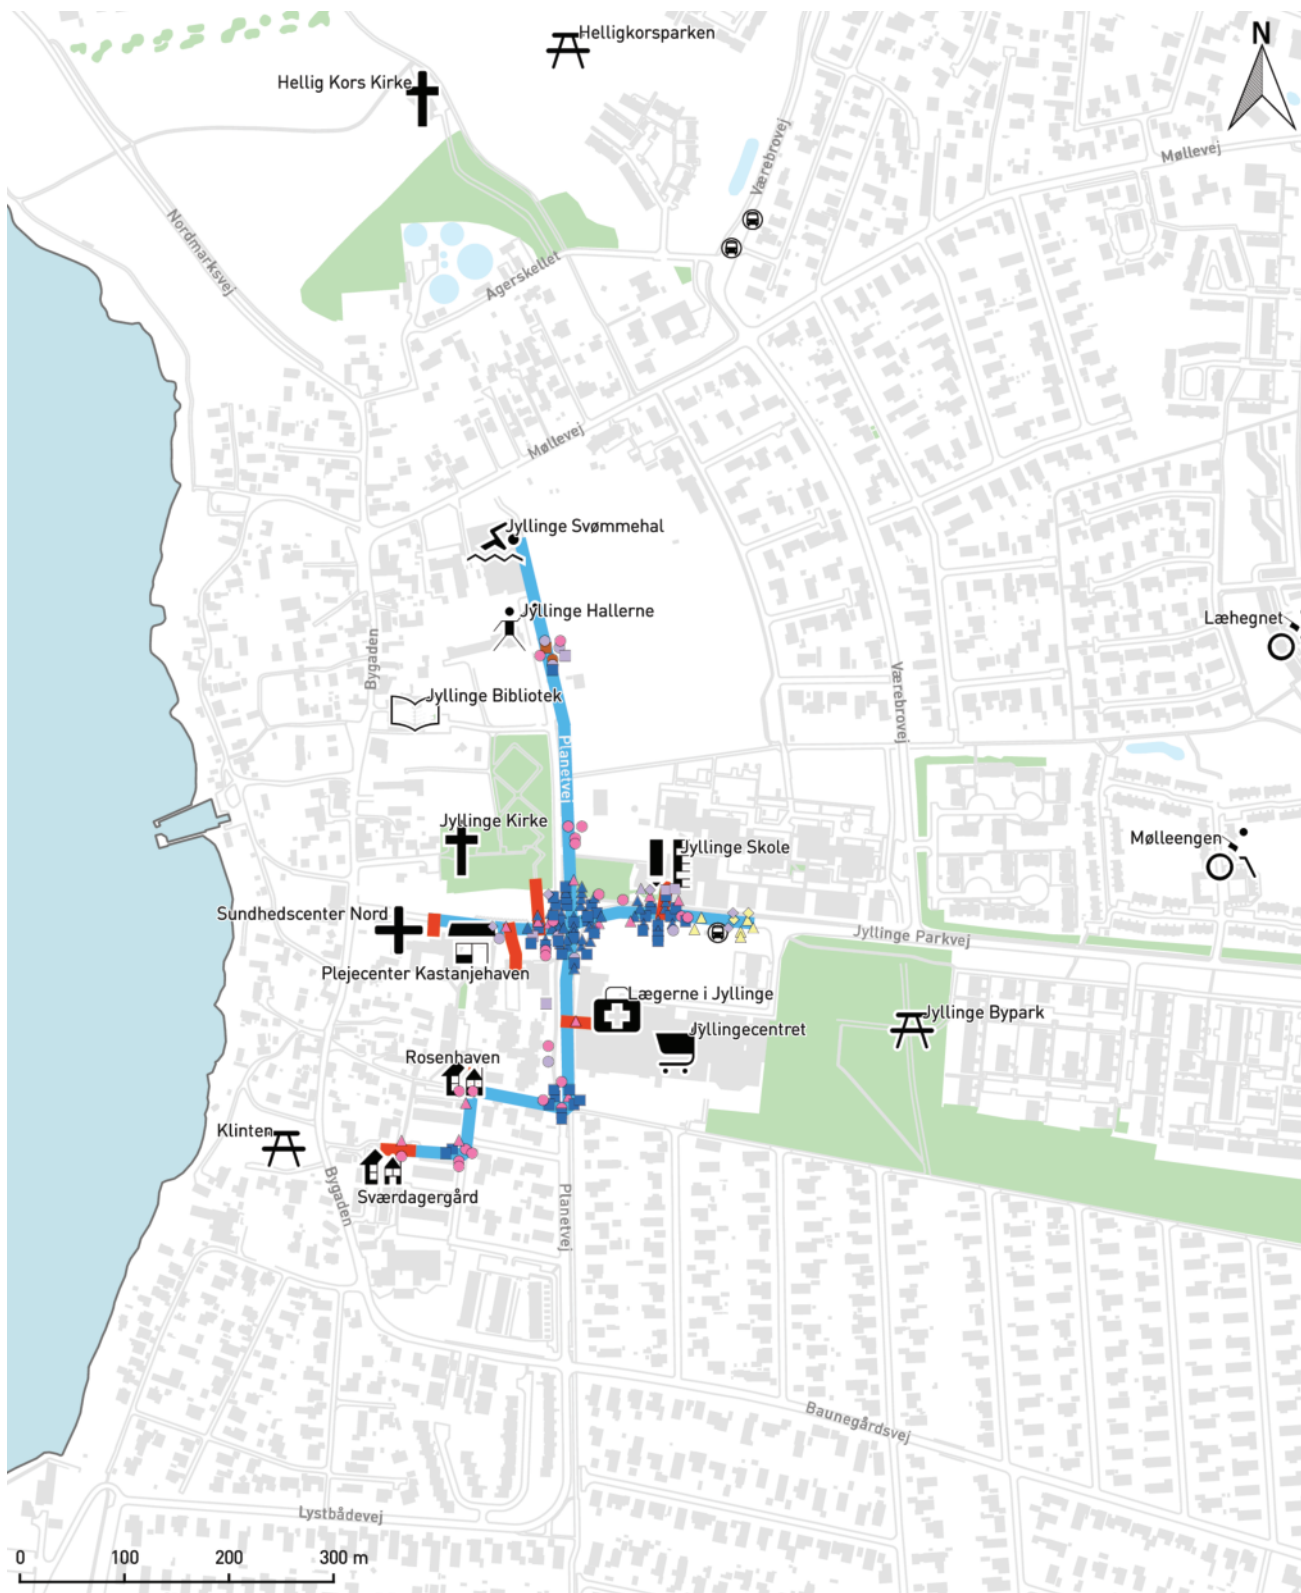 Helligkorsparken
N
Hellig Kors Kirke
Værebrovej
Møllevej
Nordmarksvej
Agerskellet
Møllevej
Jyllinge Svømmehal
Jyllinge Hallerne
Læhegnet
Bygaden
Værebrovej
Jyllinge Bibliotek
Planetvej
Jyllinge Kirke
Mølleengen
Jyllinge Skole
Sundhedscenter Nord
Jyllinge Parkvej
Plejecenter Kastanjehaven
Lægerne i Jyllinge
Jyllinge Bypark
Jyllingecentret
Rosenhaven
Klinten
Bygaden
Sværdagergård
Planetvej
Baunegårdsvej
Lystbådevej
0 100 200 300 m